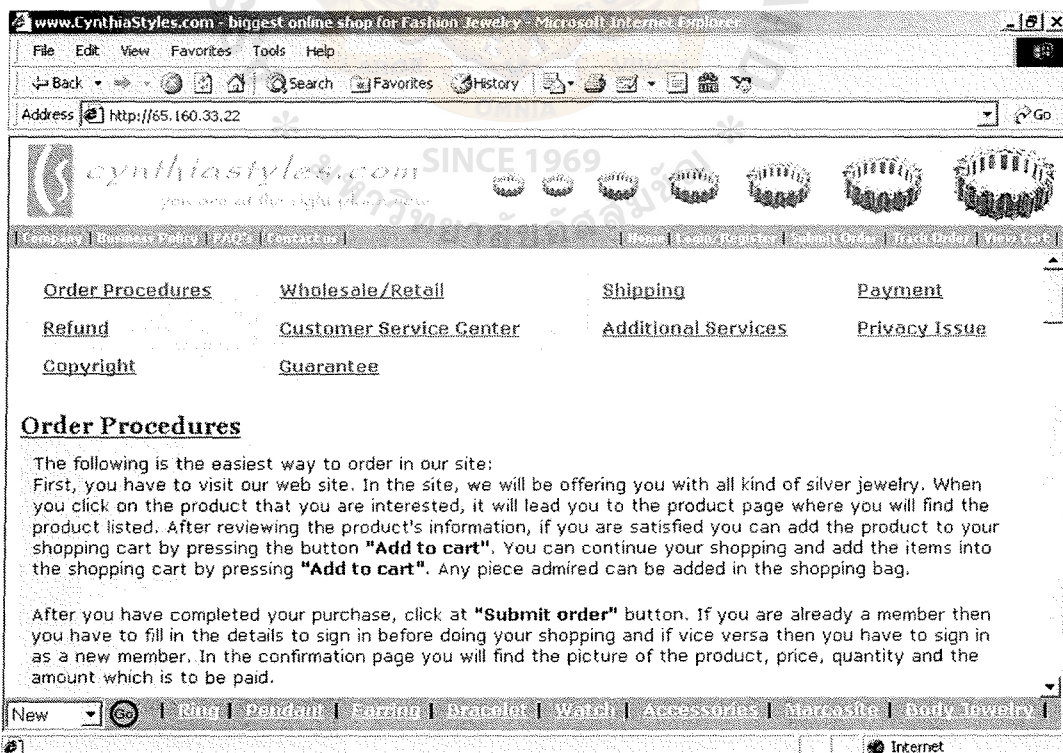 www.CynthiaStyles.com - biggest online shop for Fashion Jewelry - Microsoft Internet Explorer
File Edit View Favorites Tools Help
Back Search Favorites History
Address http://65.160.33.22 Go
cynthiastyles.com
SINCE 1969
you are at the right place now
Company | Business Policy | FAQ's | Contact us | | Home | Login/Register | Submit Order | Track Order | View Cart |
Order Procedures Wholesale/Retail Shipping Payment
Refund Customer Service Center Additional Services Privacy Issue
Copyright Guarantee
Order Procedures
The following is the easiest way to order in our site:
First, you have to visit our web site. In the site, we will be offering you with all kind of silver jewelry. When
you click on the product that you are interested, it will lead you to the product page where you will find the
product listed. After reviewing the product's information, if you are satisfied you can add the product to your
shopping cart by pressing the button "Add to cart". You can continue your shopping and add the items into
the shopping cart by pressing "Add to cart". Any piece admired can be added in the shopping bag.
After you have completed your purchase, click at "Submit order" button. If you are already a member then
you have to fill in the details to sign in before doing your shopping and if vice versa then you have to sign in
as a new member. In the confirmation page you will find the picture of the product, price, quantity and the
amount which is to be paid.
New Go | Ring | Pendant | Earring | Bracelet | Watch | Accessories | Marcasite | Body Jewelry |
Internet